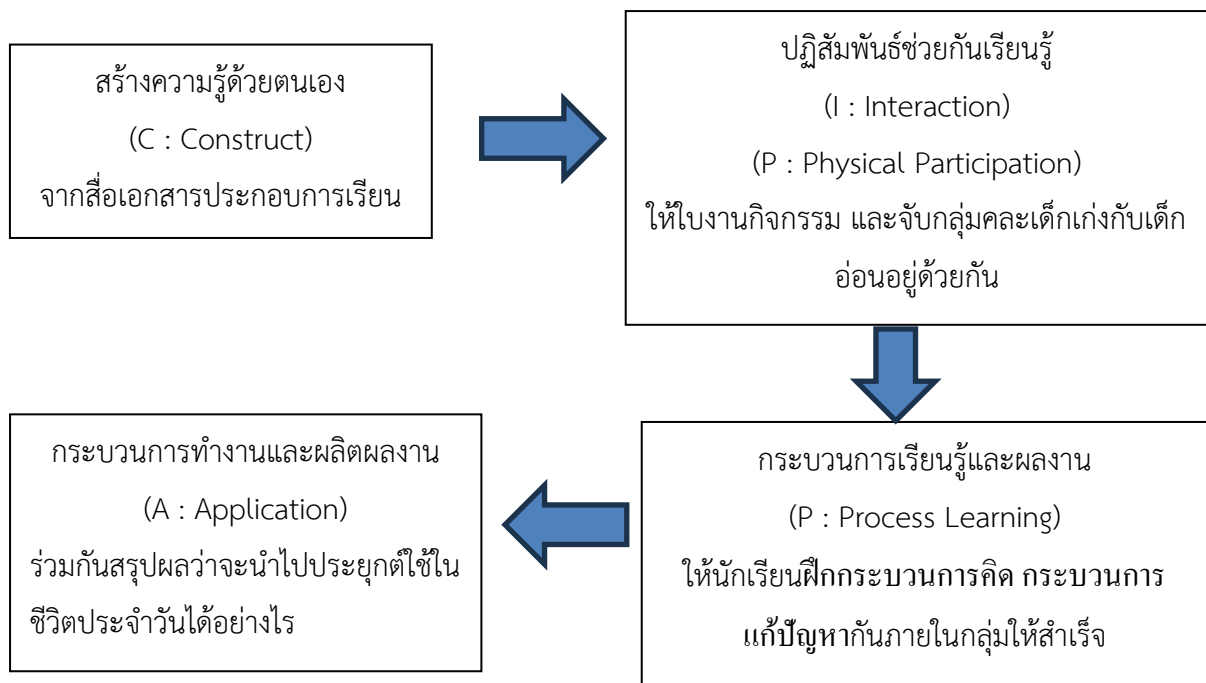 สร้างความรู้ด้วยตนเอง
(C : Construct)
จากสื่อเอกสารประกอบการเรียน
ปฏิสัมพันธ์ช่วยกันเรียนรู้
(I : Interaction)
(P : Physical Participation)
ให้ใบงานกิจกรรม และจับกลุ่มคละเด็กเก่งกับเด็ก
อ่อนอยู่ด้วยกัน
กระบวนการเรียนรู้และผลงาน
(P : Process Learning)
ให้นักเรียนฝึกกระบวนการคิด กระบวนการ
แก้ปัญหากันภายในกลุ่มให้สำเร็จ
กระบวนการทำงานและผลิตผลงาน
(A : Application)
ร่วมกันสรุปผลว่าจะนำไปประยุกต์ใช้ใน
ชีวิตประจำวันได้อย่างไร